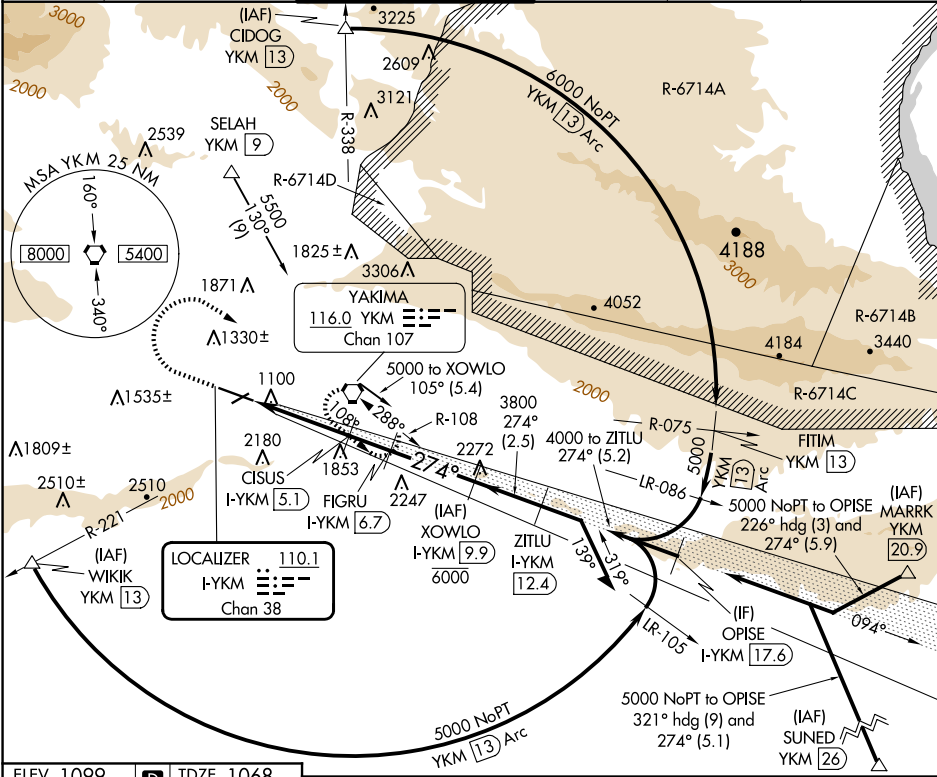 3000
(IAF)
CIDOG
YKM 13
3225
2609
3121
2000
2000
R-338
6000 NoPT
YKM 13 Arc
R-6714A
SELAH
YKM 9
2539
MSA YKM 25 NM
160°
8000
5400
340°
5500
130°
(9)
R-6714D
1825±
3306
4188
3000
4052
R-6714B
4184
3440
R-6714C
1871
1330±
YAKIMA
116.0 YKM
Chan 107
5000 to XOWLO
105° (5.4)
2000
1535±
1100
108°
288°
R-108
3800
274°
(2.5)
4000 to ZITLU
274° (5.2)
R-075
5000
YKM 13 Arc
FITIM
YKM 13
LR-086
1809±
2180
CISUS
I-YKM 5.1
1853
FIGRU
I-YKM 6.7
2247
274°
2272
(IAF)
XOWLO
I-YKM 9.9
6000
ZITLU
I-YKM
12.4
5000 NoPT to OPISE
226° hdg (3) and
274° (5.9)
(IAF)
MARRK
YKM
20.9
2510±
2510
2000
R-221
(IAF)
WIKIK
YKM 13
LOCALIZER 110.1
I-YKM
Chan 38
139°
319°
LR-105
(IF)
OPISE
I-YKM 17.6
094°
5000 NoPT
YKM 13 Arc
5000 NoPT to OPISE
321° hdg (9) and
274° (5.1)
(IAF)
SUNED
YKM 26
ELEV 1099
D
TDZE 1068